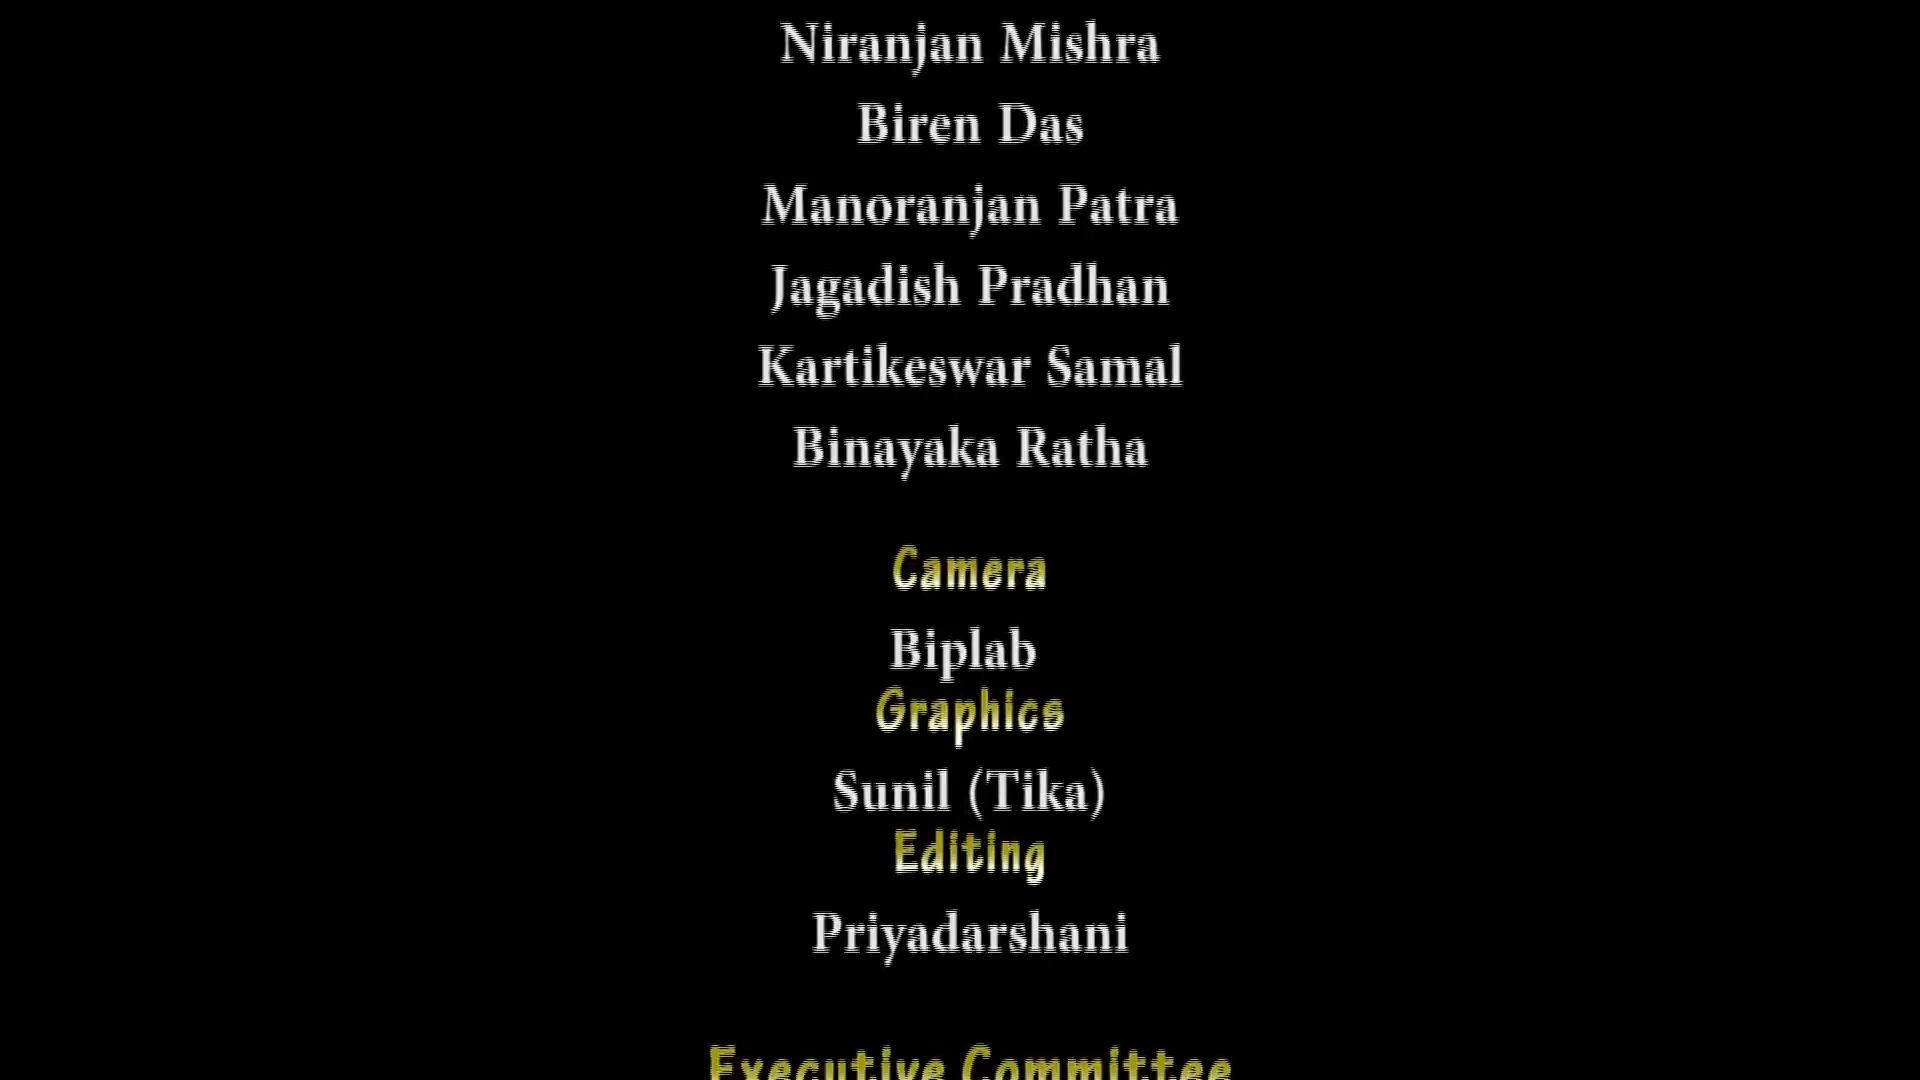 Niranjan Mishra
Biren Das
Manoranjan Patra
Jagadish Pradhan
Kartikeswar Samal
Binayaka Ratha
Camera
Biplab
Graphics
Sunil (Tika)
Editing
Priyadarshani
Executive Committee